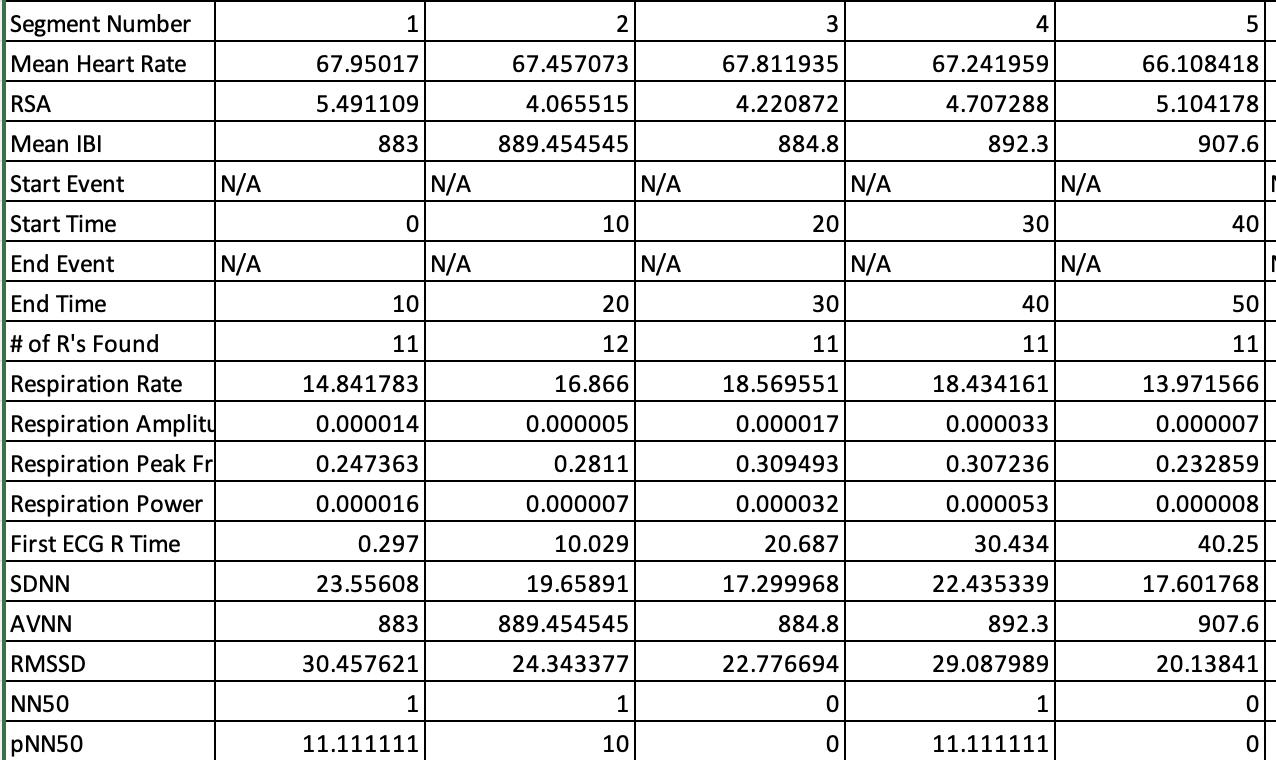 Segment Number 1 2 3 4 5
Mean Heart Rate 67.95017 67.457073 67.811935 67.241959 66.108418
RSA 5.491109 4.065515 4.220872 4.707288 5.104178
Mean IBI 883 889.454545 884.8 892.3 907.6
Start Event N/A N/A N/A N/A N/A
Start Time 0 10 20 30 40
End Event N/A N/A N/A N/A N/A
End Time 10 20 30 40 50
# of R's Found 11 12 11 11 11
Respiration Rate 14.841783 16.866 18.569551 18.434161 13.971566
Respiration Amplitu 0.000014 0.000005 0.000017 0.000033 0.000007
Respiration Peak Fr 0.247363 0.2811 0.309493 0.307236 0.232859
Respiration Power 0.000016 0.000007 0.000032 0.000053 0.000008
First ECG R Time 0.297 10.029 20.687 30.434 40.25
SDNN 23.55608 19.65891 17.299968 22.435339 17.601768
AVNN 883 889.454545 884.8 892.3 907.6
RMSSD 30.457621 24.343377 22.776694 29.087989 20.13841
NN50 1 1 0 1 0
pNN50 11.111111 10 0 11.111111 0